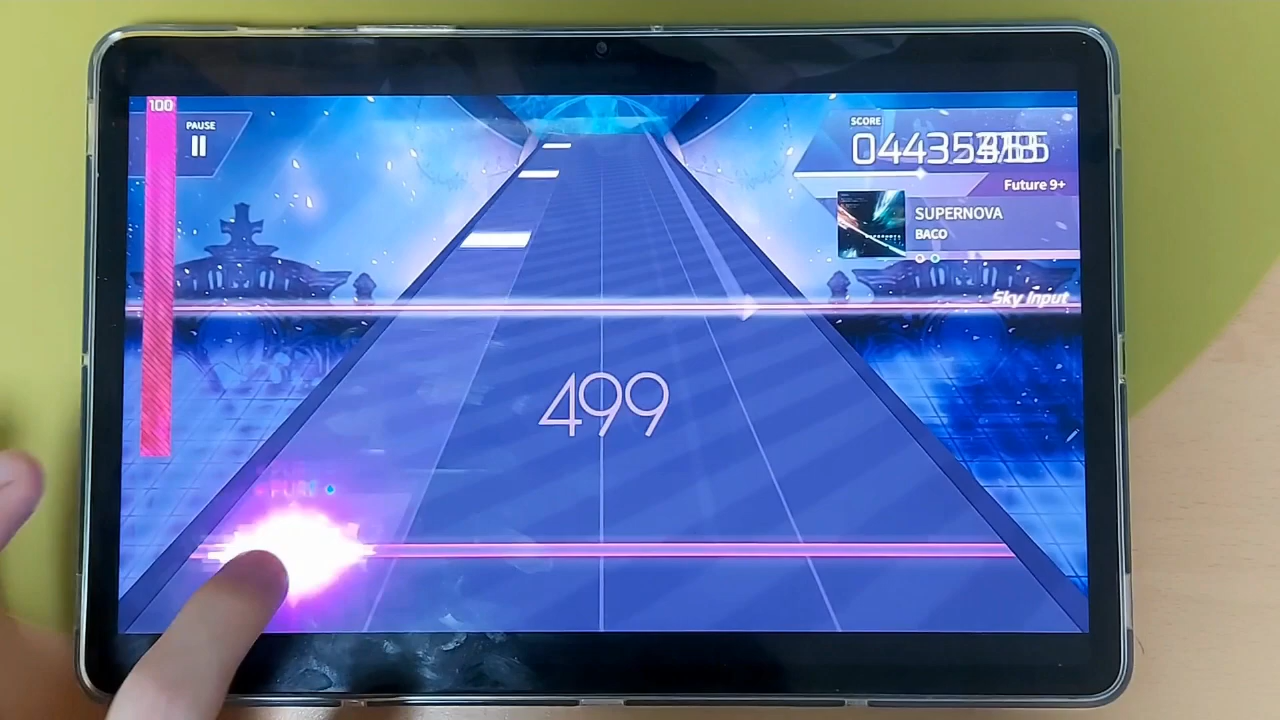 100
PAUSE
SCORE
Future 9+
SUPERNOVA
BACO
Sky Input
499